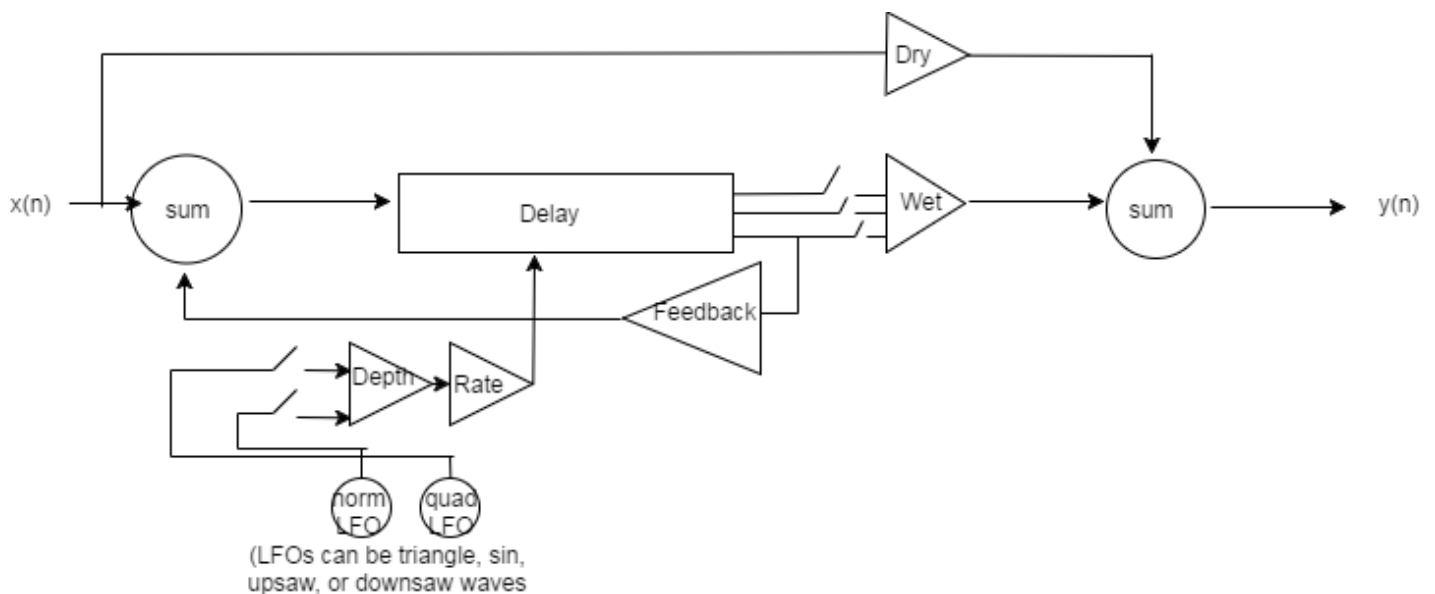 Dry
x(n)
sum
Delay
Wet
sum
y(n)
Feedback
Depth
Rate
norm
LFO
quad
LFO
(LFOs can be triangle, sin,
upsaw, or downsaw waves